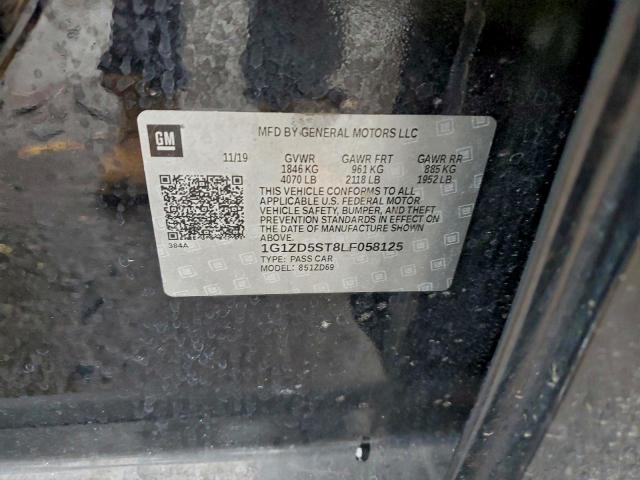 GM
MFD BY GENERAL MOTORS LLC
11/19 GVWR GAWR FRT GAWR RR
1846 KG 961 KG 885 KG
4070 LB 2118 LB 1952 LB
THIS VEHICLE CONFORMS TO ALL
APPLICABLE U.S. FEDERAL MOTOR
VEHICLE SAFETY, BUMPER, AND THEFT
PREVENTION STANDARDS IN EFFECT ON
THE DATE OF MANUFACTURE SHOWN
ABOVE.
384A
1G1ZD5ST8LF058125
TYPE: PASS CAR
MODEL: 851ZD69